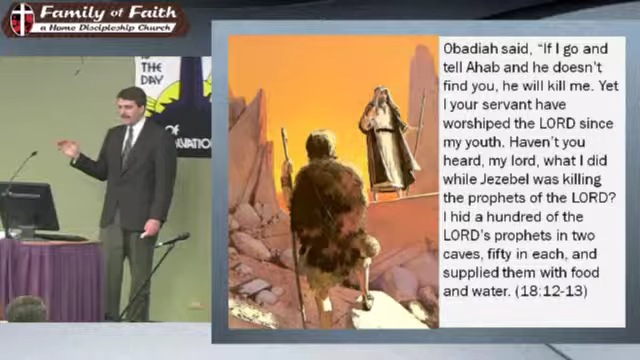 Family of Faith
a Home Discipleship Church
THE
DAY
OF
Obadiah said, "If I go and
tell Ahab and he doesn't
find you, he will kill me. Yet
I your servant have
worshiped the LORD since
my youth. Haven't you
heard, my lord, what I did
while Jezebel was killing
the prophets of the LORD?
I hid a hundred of the
LORD's prophets in two
caves, fifty in each, and
supplied them with food
and water. (18:12-13)